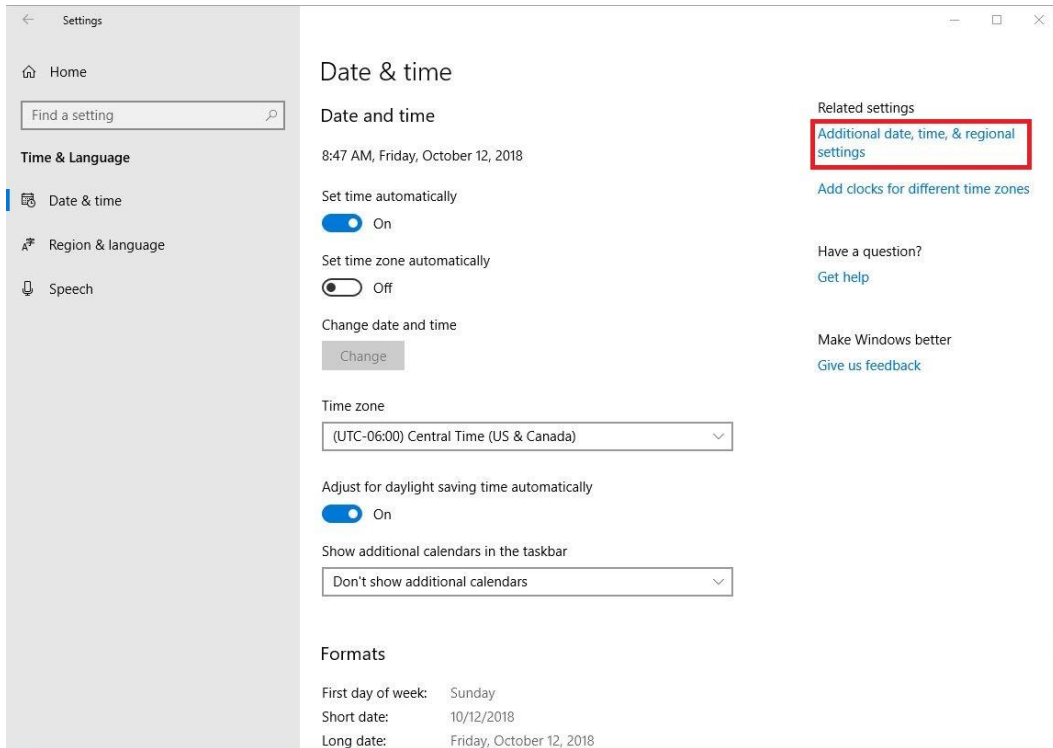 Settings
Home
Find a setting
Time & Language
Date & time
Region & language
Speech
Date & time
Date and time
8:47 AM, Friday, October 12, 2018
Set time automatically
On
Set time zone automatically
Off
Change date and time
Change
Time zone
(UTC-06:00) Central Time (US & Canada)
Adjust for daylight saving time automatically
On
Show additional calendars in the taskbar
Don't show additional calendars
Formats
First day of week: Sunday
Short date: 10/12/2018
Long date: Friday, October 12, 2018
Related settings
Additional date, time, & regional
settings
Add clocks for different time zones
Have a question?
Get help
Make Windows better
Give us feedback